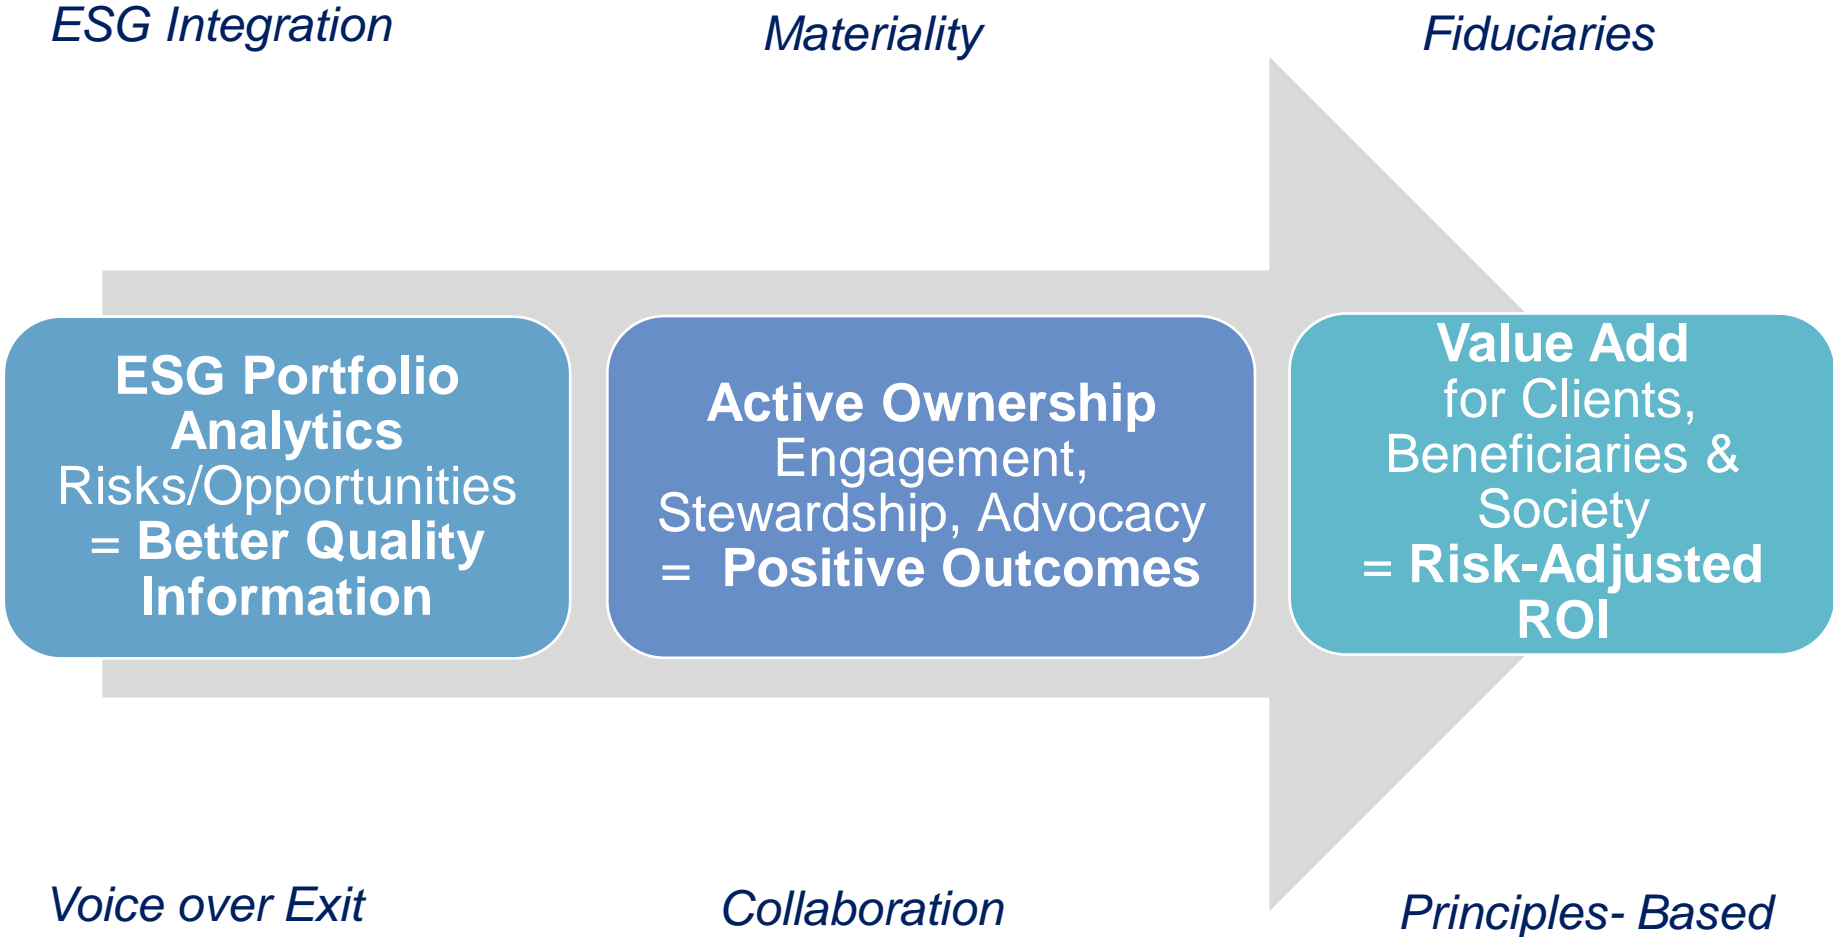 ESG Integration
Materiality
Fiduciaries
ESG Portfolio
Analytics
Risks/Opportunities
= Better Quality
Information
Active Ownership
Engagement,
Stewardship, Advocacy
= Positive Outcomes
Value Add
for Clients,
Beneficiaries &
Society
= Risk-Adjusted
ROI
Voice over Exit
Collaboration
Principles- Based